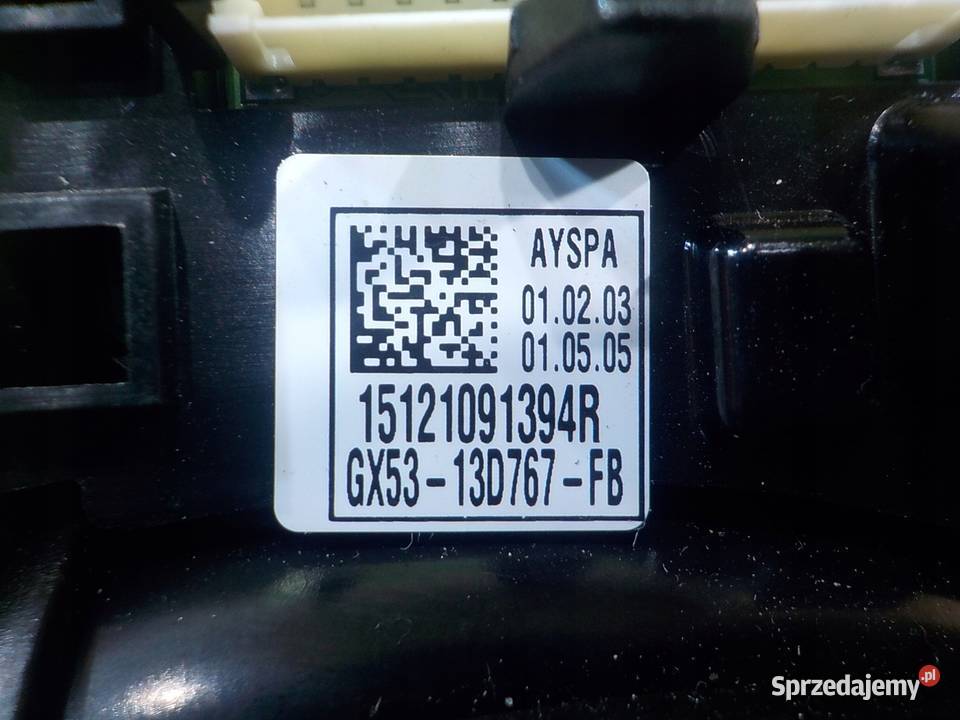 AYSPA
01.02.03
01.05.05
15121091394R
GX53-13D767-FB
Sprzedajemy.pl